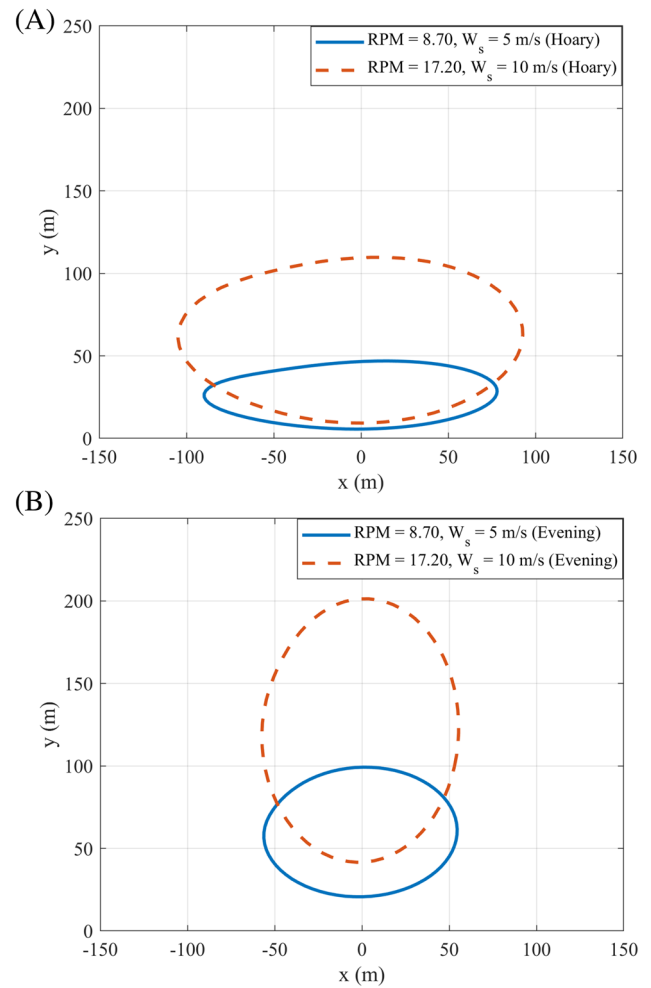 (A)
RPM = 8.70, Wₛ = 5 m/s (Hoary)
RPM = 17.20, Wₛ = 10 m/s (Hoary)
250
200
150
100
50
0
y (m)
-150 -100 -50 0 50 100 150
x (m)
(B)
RPM = 8.70, Wₛ = 5 m/s (Evening)
RPM = 17.20, Wₛ = 10 m/s (Evening)
250
200
150
100
50
0
y (m)
-150 -100 -50 0 50 100 150
x (m)